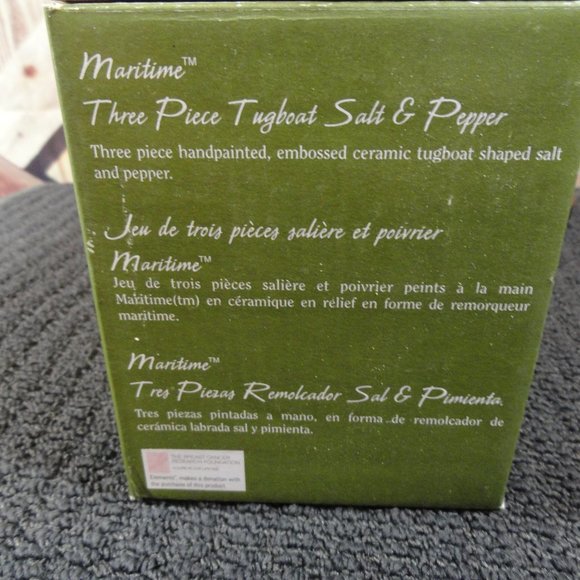 Maritime™
Three Piece Tugboat Salt & Pepper
Three piece handpainted, embossed ceramic tugboat shaped salt
and pepper.
Jeu de trois pièces salière et poivrier
Maritime™
Jeu de trois pièces salière et poivrier peints à la main
Maritime(tm) en céramique en relief en forme de remorqueur
maritime.
Maritime™
Tres Piezas Remolcador Sal & Pimienta
Tres piezas pintadas a mano, en forma de remolcador de
cerámica labrada sal y pimienta.
THE BREAST CANCER
RESEARCH FOUNDATION
Elements™, makes a donation with
the purchase of this product